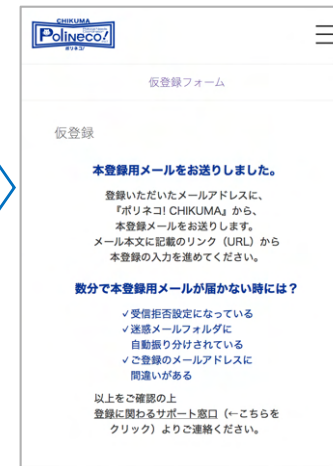 CHIKUMA
Polineco!
ポリネコ!
仮登録フォーム
仮登録
本登録用メールをお送りしました。
登録いただいたメールアドレスに、
『ポリネコ! CHIKUMA』から、
本登録メールをお送りします。
メール本文に記載のリンク（URL）から
本登録の入力を進めてください。
数分で本登録用メールが届かない時には？
✓受信拒否設定になっている
✓迷惑メールフォルダに
自動振り分けされている
✓ご登録のメールアドレスに
間違いがある
以上をご確認の上
登録に関わるサポート窓口（←こちらを
クリック）よりご連絡ください。